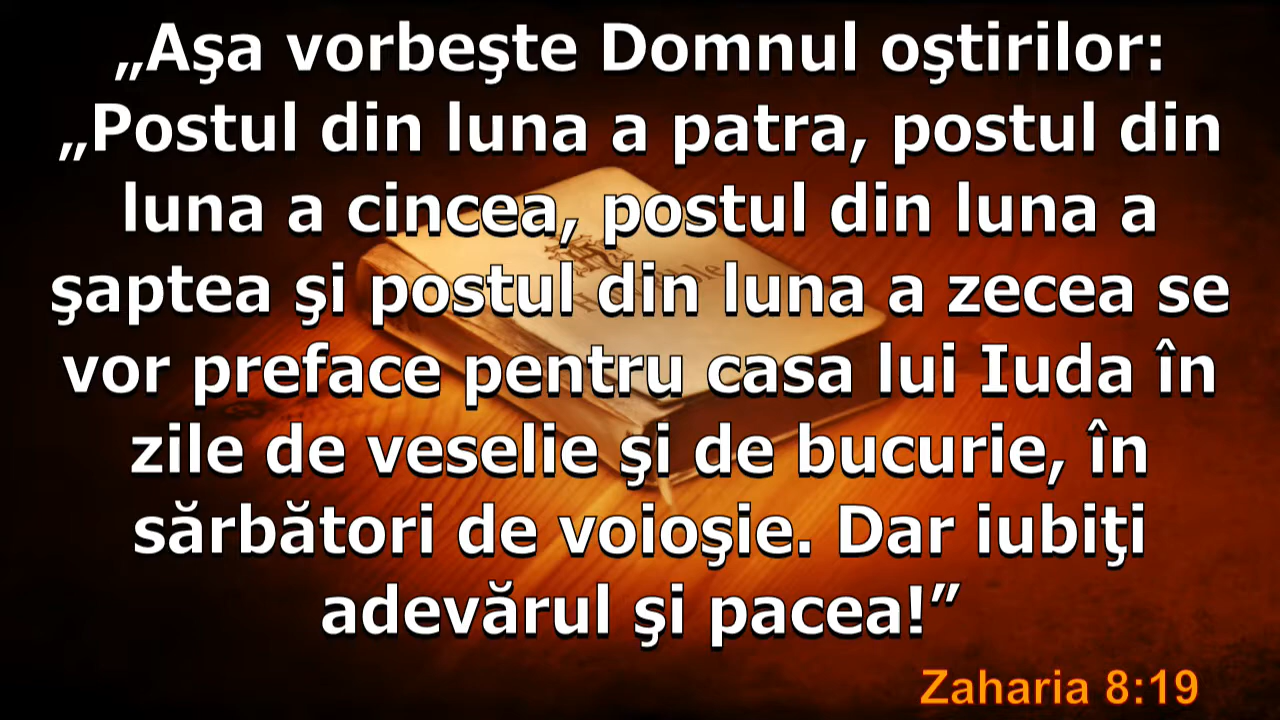 „Aşa vorbeşte Domnul oştirilor:
„Postul din luna a patra, postul din
luna a cincea, postul din luna a
şaptea şi postul din luna a zecea se
vor preface pentru casa lui Iuda în
zile de veselie şi de bucurie, în
sărbători de voioşie. Dar iubiţi
adevărul şi pacea!”
Zaharia 8:19